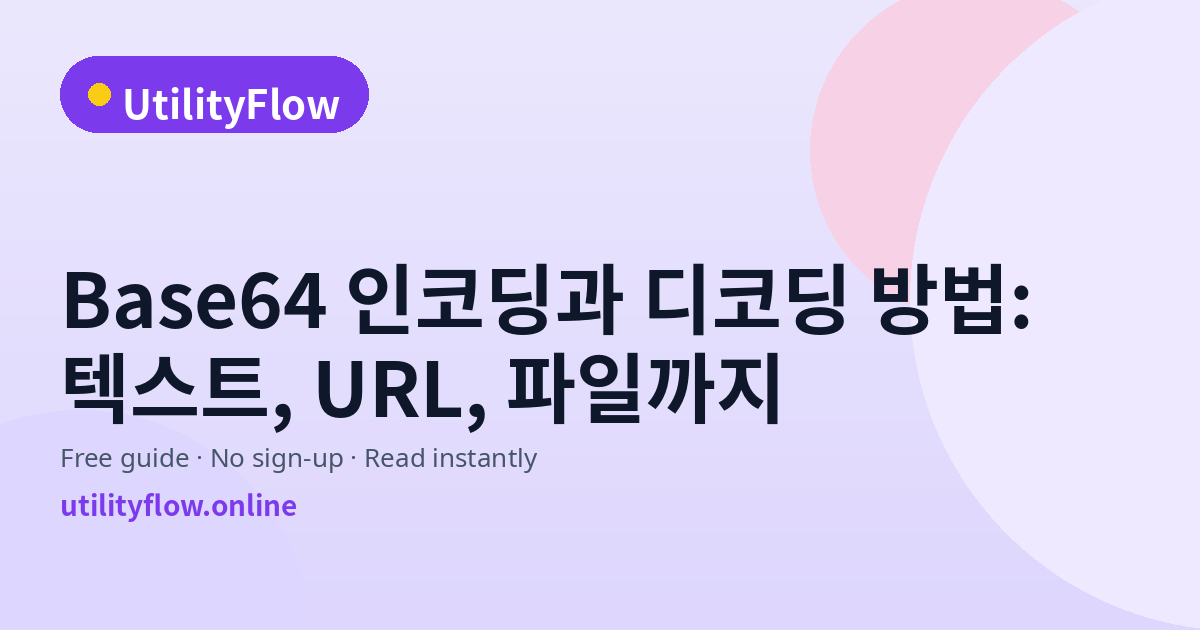 UtilityFlow
Base64 인코딩과 디코딩 방법:
텍스트, URL, 파일까지
Free guide · No sign-up · Read instantly
utilityflow.online